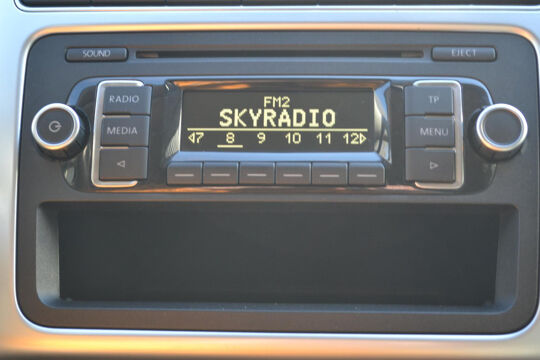 SOUND EJECT
RADIO FM2 TP
SKYRADIO
MEDIA MENU
7 8 9 10 11 12